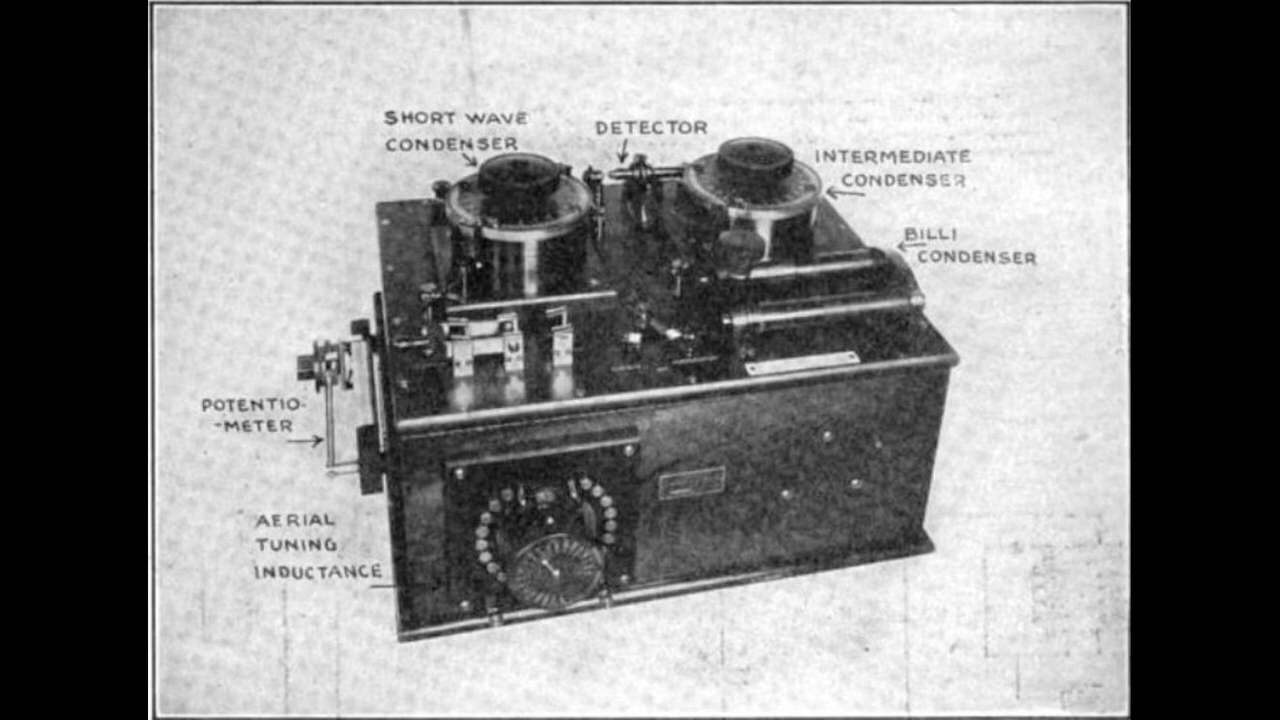 SHORT WAVE
CONDENSER
DETECTOR
INTERMEDIATE
CONDENSER
BILLI
CONDENSER
POTENTIO-
-METER
AERIAL
TUNING
INDUCTANCE